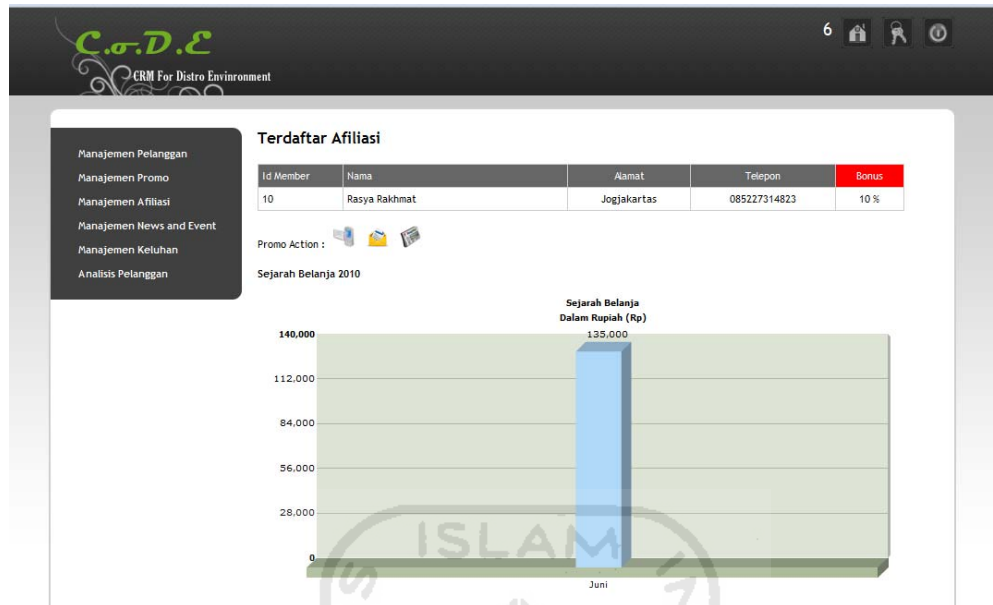 C.o.D.E
CRM For Distro Envinronment
6
Manajemen Pelanggan
Manajemen Promo
Manajemen Afiliasi
Manajemen News and Event
Manajemen Keluhan
Analisis Pelanggan
Terdaftar Afiliasi
Id Member Nama Alamat Telepon Bonus
10 Rasya Rakhmat Jogjakartas 085227314823 10 %
Promo Action :
Sejarah Belanja 2010
Sejarah Belanja
Dalam Rupiah (Rp)
135,000
140,000
112,000
84,000
56,000
28,000
0
Juni
ISLAM